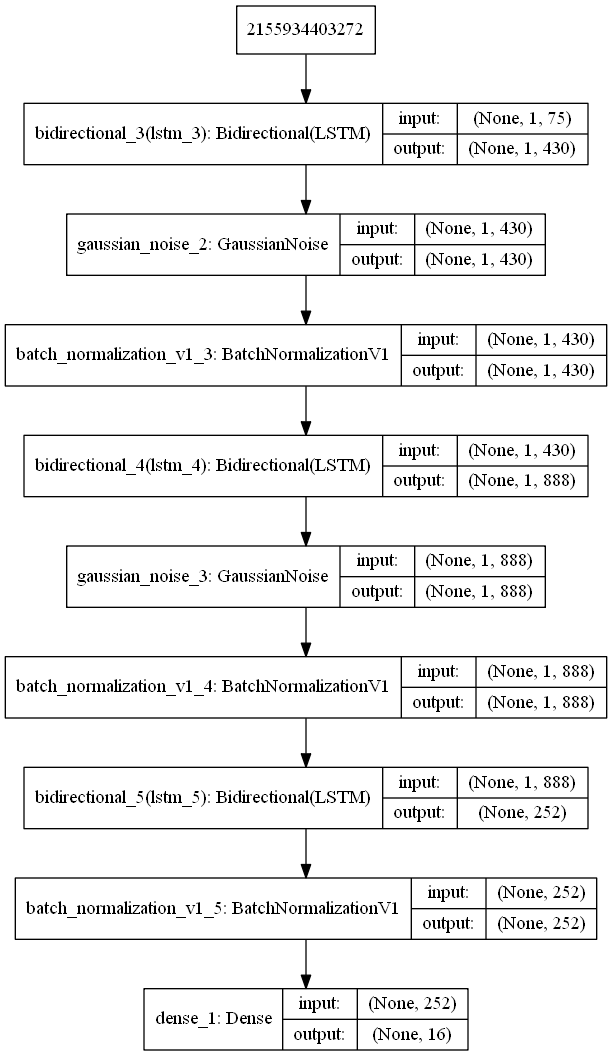 2155934403272
bidirectional_3(lstm_3): Bidirectional(LSTM)
input: (None, 1, 75)
output: (None, 1, 430)
gaussian_noise_2: GaussianNoise
input: (None, 1, 430)
output: (None, 1, 430)
batch_normalization_v1_3: BatchNormalizationV1
input: (None, 1, 430)
output: (None, 1, 430)
bidirectional_4(lstm_4): Bidirectional(LSTM)
input: (None, 1, 430)
output: (None, 1, 888)
gaussian_noise_3: GaussianNoise
input: (None, 1, 888)
output: (None, 1, 888)
batch_normalization_v1_4: BatchNormalizationV1
input: (None, 1, 888)
output: (None, 1, 888)
bidirectional_5(lstm_5): Bidirectional(LSTM)
input: (None, 1, 888)
output: (None, 252)
batch_normalization_v1_5: BatchNormalizationV1
input: (None, 252)
output: (None, 252)
dense_1: Dense
input: (None, 252)
output: (None, 16)